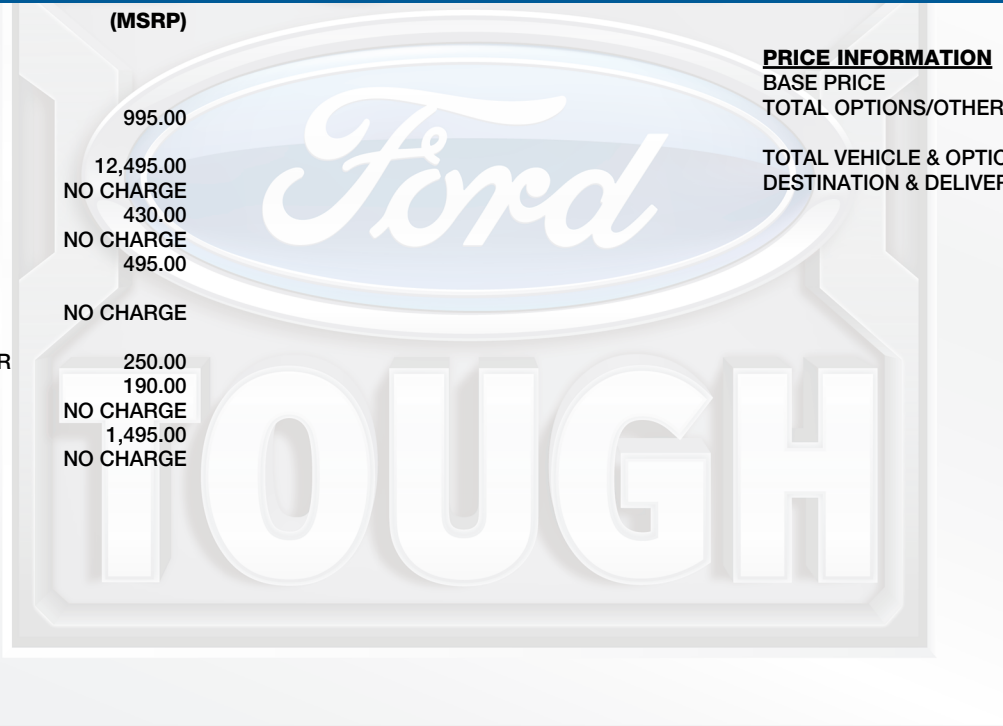 (MSRP)
995.00
12,495.00
NO CHARGE
430.00
NO CHARGE
495.00
NO CHARGE
R 250.00
190.00
NO CHARGE
1,495.00
NO CHARGE
PRICE INFORMATION
BASE PRICE
TOTAL OPTIONS/OTHER
TOTAL VEHICLE & OPTIO
DESTINATION & DELIVER
Ford
TOUGH